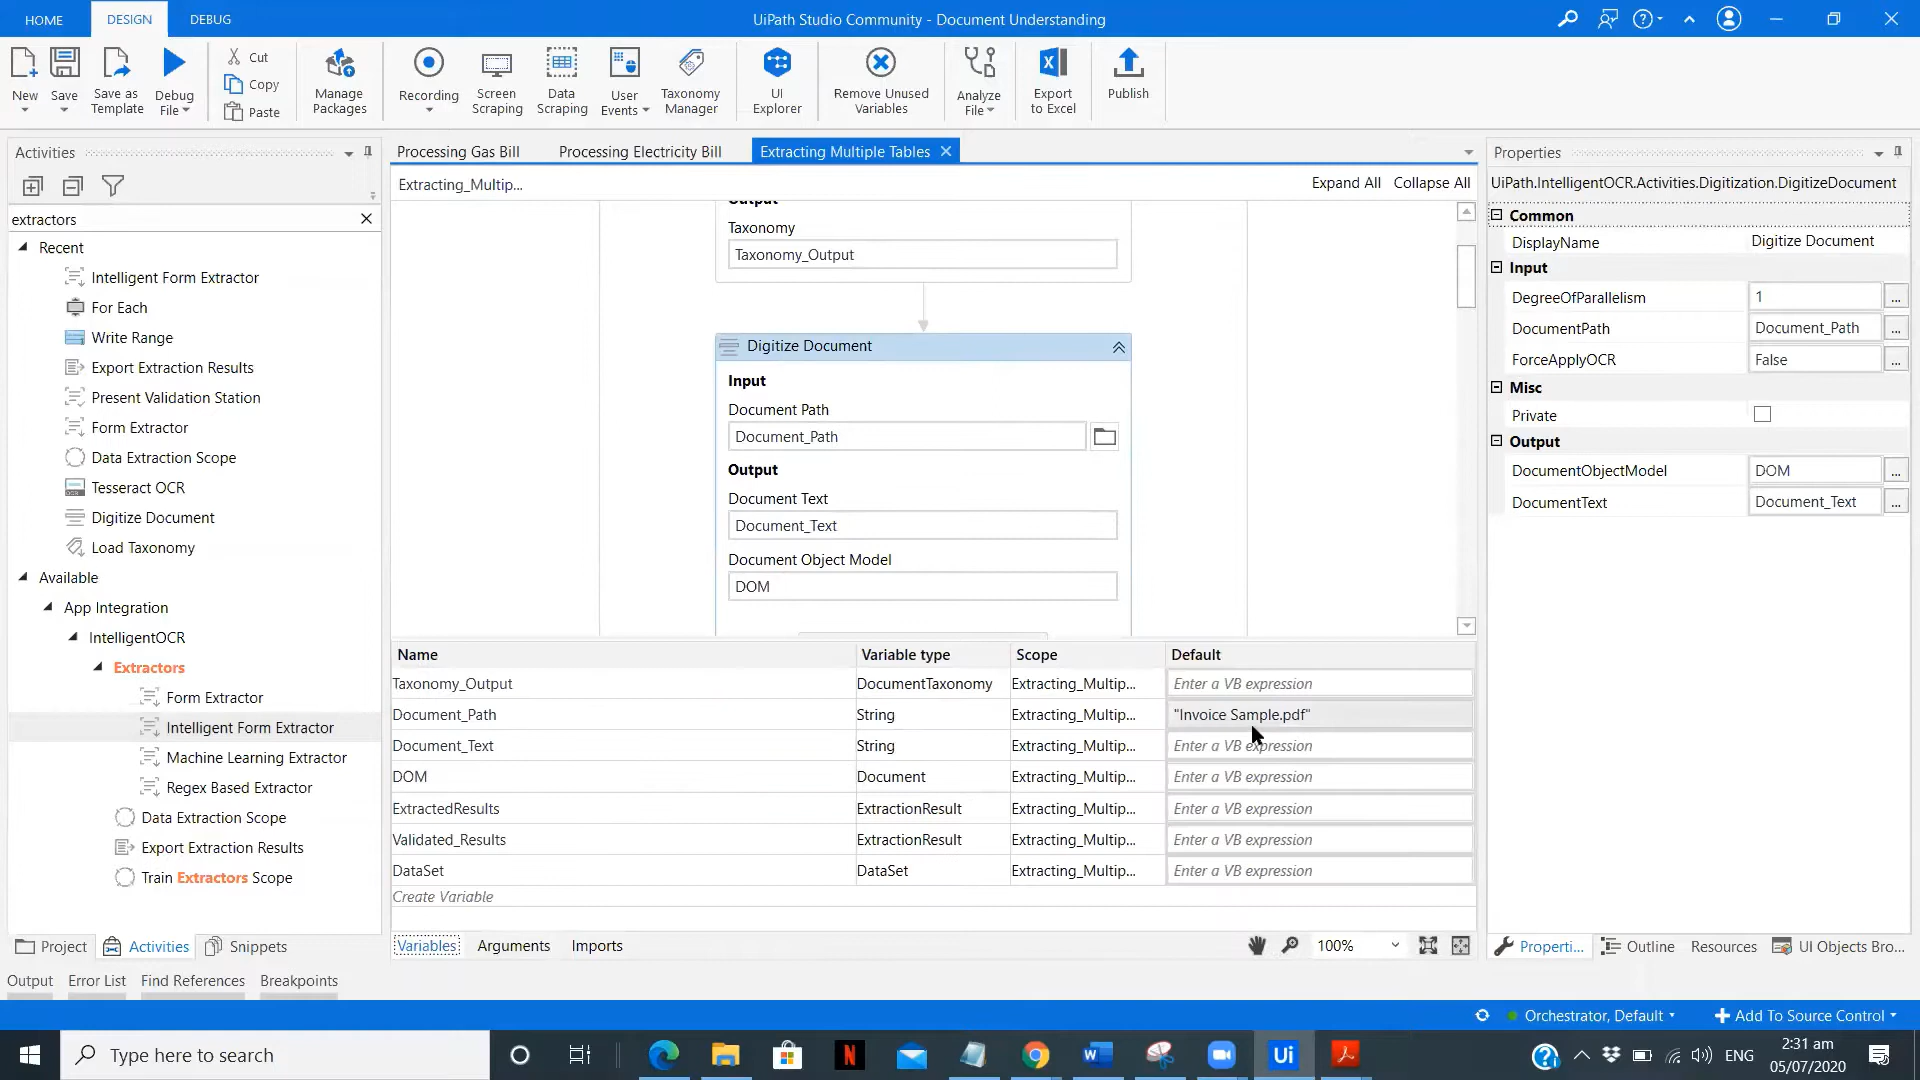 HOME DESIGN DEBUG UiPath Studio Community - Document Understanding
New Save Save as Template Debug File Cut Copy Paste Manage Packages Recording Screen Scraping Data Scraping User Events Taxonomy Manager UI Explorer Remove Unused Variables Analyze File Export to Excel Publish
Activities
extractors
Recent
Intelligent Form Extractor
For Each
Write Range
Export Extraction Results
Present Validation Station
Form Extractor
Data Extraction Scope
Tesseract OCR
Digitize Document
Load Taxonomy
Available
App Integration
IntelligentOCR
Extractors
Form Extractor
Intelligent Form Extractor
Machine Learning Extractor
Regex Based Extractor
Data Extraction Scope
Export Extraction Results
Train Extractors Scope
Project Activities Snippets
Processing Gas Bill Processing Electricity Bill Extracting Multiple Tables
Extracting_Multip... Expand All Collapse All
Output
Taxonomy
Taxonomy_Output
Digitize Document
Input
Document Path
Document_Path
Output
Document Text
Document_Text
Document Object Model
DOM
Name Variable type Scope Default
Taxonomy_Output DocumentTaxonomy Extracting_Multip... Enter a VB expression
Document_Path String Extracting_Multip... "Invoice Sample.pdf"
Document_Text String Extracting_Multip... Enter a VB expression
DOM Document Extracting_Multip... Enter a VB expression
ExtractedResults ExtractionResult Extracting_Multip... Enter a VB expression
Validated_Results ExtractionResult Extracting_Multip... Enter a VB expression
DataSet DataSet Extracting_Multip... Enter a VB expression
Create Variable
Variables Arguments Imports 100%
Properties
UiPath.IntelligentOCR.Activities.Digitization.DigitizeDocument
Common
DisplayName Digitize Document
Input
DegreeOfParallelism 1 ...
DocumentPath Document_Path ...
ForceApplyOCR False ...
Misc
Private
Output
DocumentObjectModel DOM ...
DocumentText Document_Text ...
Properti... Outline Resources UI Objects Bro...
Output Error List Find References Breakpoints
Orchestrator, Default Add To Source Control
Type here to search
ENG 2:31 am
05/07/2020